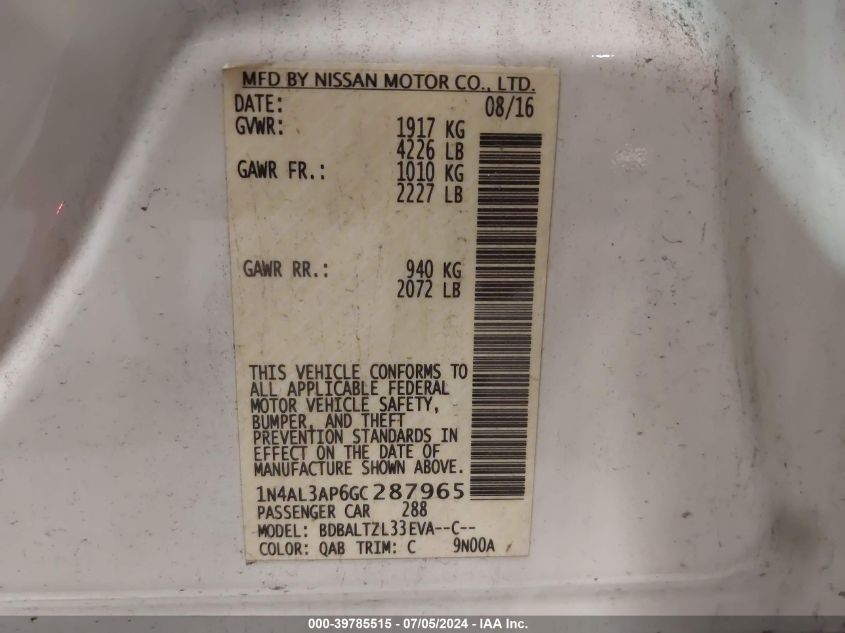 MFD BY NISSAN MOTOR CO., LTD.
DATE: 08/16
GVWR: 1917 KG
4226 LB
GAWR FR.: 1010 KG
2227 LB
GAWR RR.: 940 KG
2072 LB
THIS VEHICLE CONFORMS TO
ALL APPLICABLE FEDERAL
MOTOR VEHICLE SAFETY,
BUMPER, AND THEFT
PREVENTION STANDARDS IN
EFFECT ON THE DATE OF
MANUFACTURE SHOWN ABOVE.
1N4AL3AP6GC287965
PASSENGER CAR 288
MODEL: BDBALTZL33EVA--C--
COLOR: QAB TRIM: C 9N00A
000-39785515 - 07/05/2024 - IAA Inc.